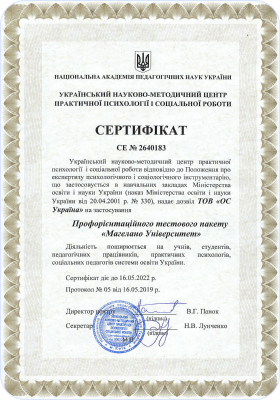 НАЦІОНАЛЬНА АКАДЕМІЯ ПЕДАГОГІЧНИХ НАУК УКРАЇНИ
УКРАЇНСЬКИЙ НАУКОВО-МЕТОДИЧНИЙ ЦЕНТР
ПРАКТИЧНОЇ ПСИХОЛОГІЇ І СОЦІАЛЬНОЇ РОБОТИ
СЕРТИФІКАТ
СЕ № 2640183
Український науково-методичний центр практичної
психології і соціальної роботи відповідно до Положення про
експертизу психологічного і соціологічного інструментарію,
що застосовується в навчальних закладах Міністерства
освіти і науки України (наказ Міністерства освіти і науки
України від 20.04.2001 р. № 330), надає дозвіл ТОВ «ОС
Україна» на застосування
Профорієнтаційного тестового пакету
«Магелано Університет»
Діяльність поширюється на учнів, студентів,
педагогічних працівників, практичних психологів,
соціальних педагогів системи освіти України.
Сертифікат діє до 16.05.2022 р.
Протокол № 05 від 16.05.2019 р.
Директор центру
В.Г. Панок
(підпис)
Секретар
Н.В. Лунченко
(підпис)
М.П.